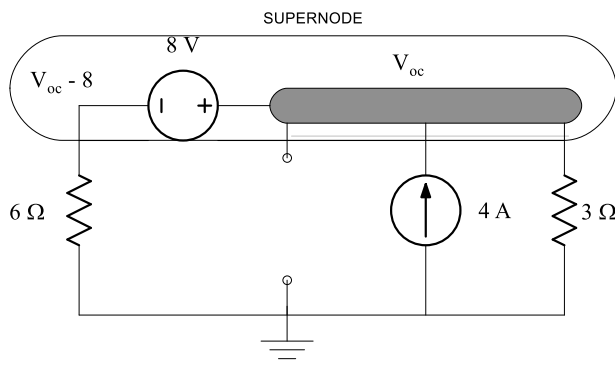 SUPERNODE
8 V
V_oc - 8
V_oc
- +
6 Ω
4 A
3 Ω